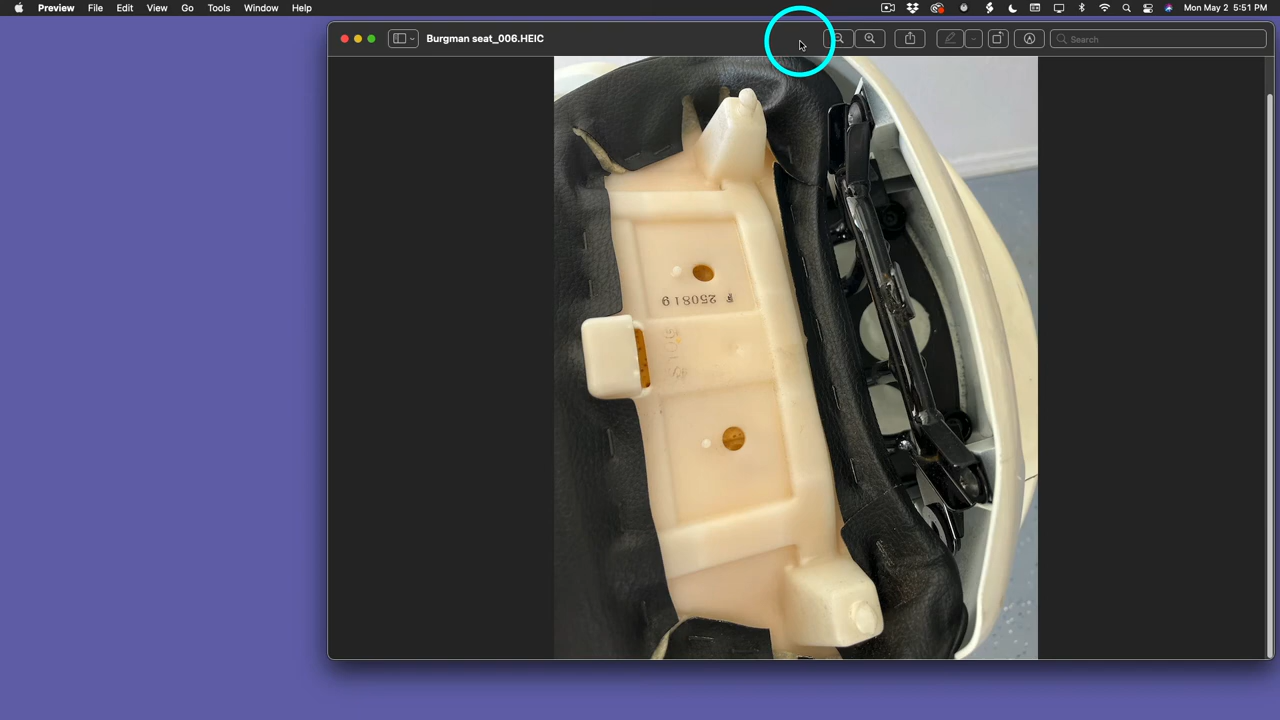 Preview File Edit View Go Tools Window Help Mon May 2 5:51 PM
Burgman seat_006.HEIC Search
F 250819